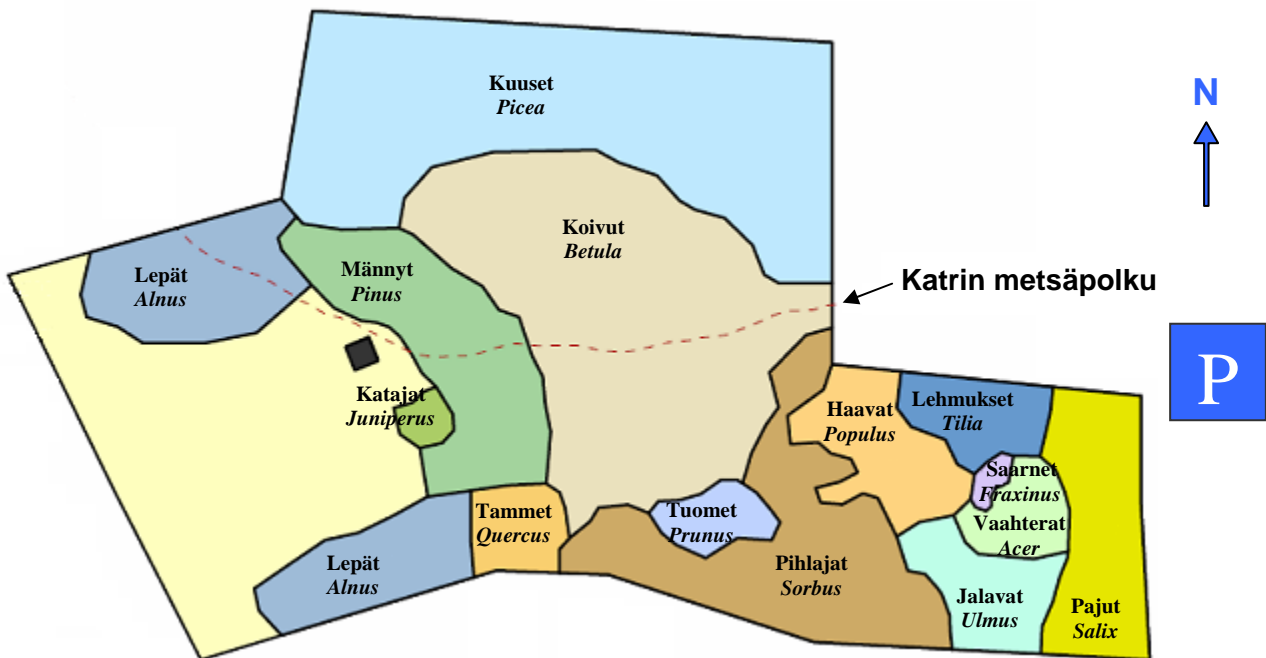 Kuuset
Picea
N
Koivut
Betula
Lepät
Alnus
Männyt
Pinus
Katrin metsäpolku
P
Katajat
Juniperus
Haavat
Populus
Lehmukset
Tilia
Saarnet
Fraxinus
Tammet
Quercus
Tuomet
Prunus
Vaahterat
Acer
Lepät
Alnus
Pihlajat
Sorbus
Jalavat
Ulmus
Pajut
Salix